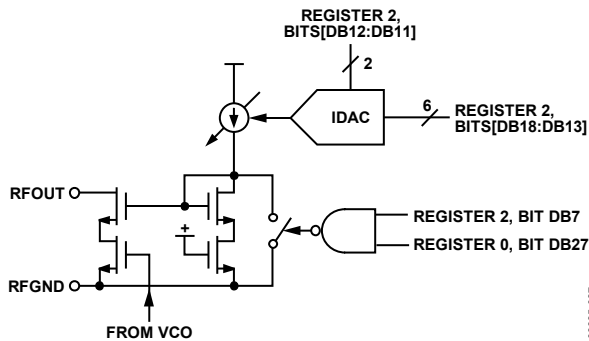 REGISTER 2,
BITS[DB12:DB11]
2
IDAC
6
REGISTER 2,
BITS[DB18:DB13]
RFOUT
+
REGISTER 2, BIT DB7
REGISTER 0, BIT DB27
RFGND
FROM VCO